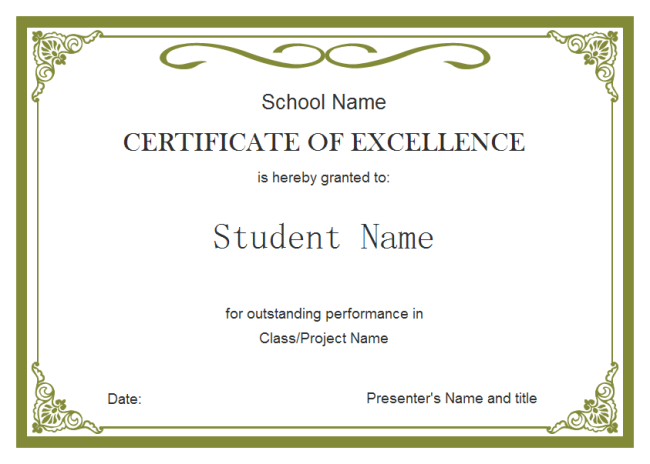 School Name
CERTIFICATE OF EXCELLENCE
is hereby granted to:
Student Name
for outstanding performance in
Class/Project Name
Date:
Presenter's Name and title